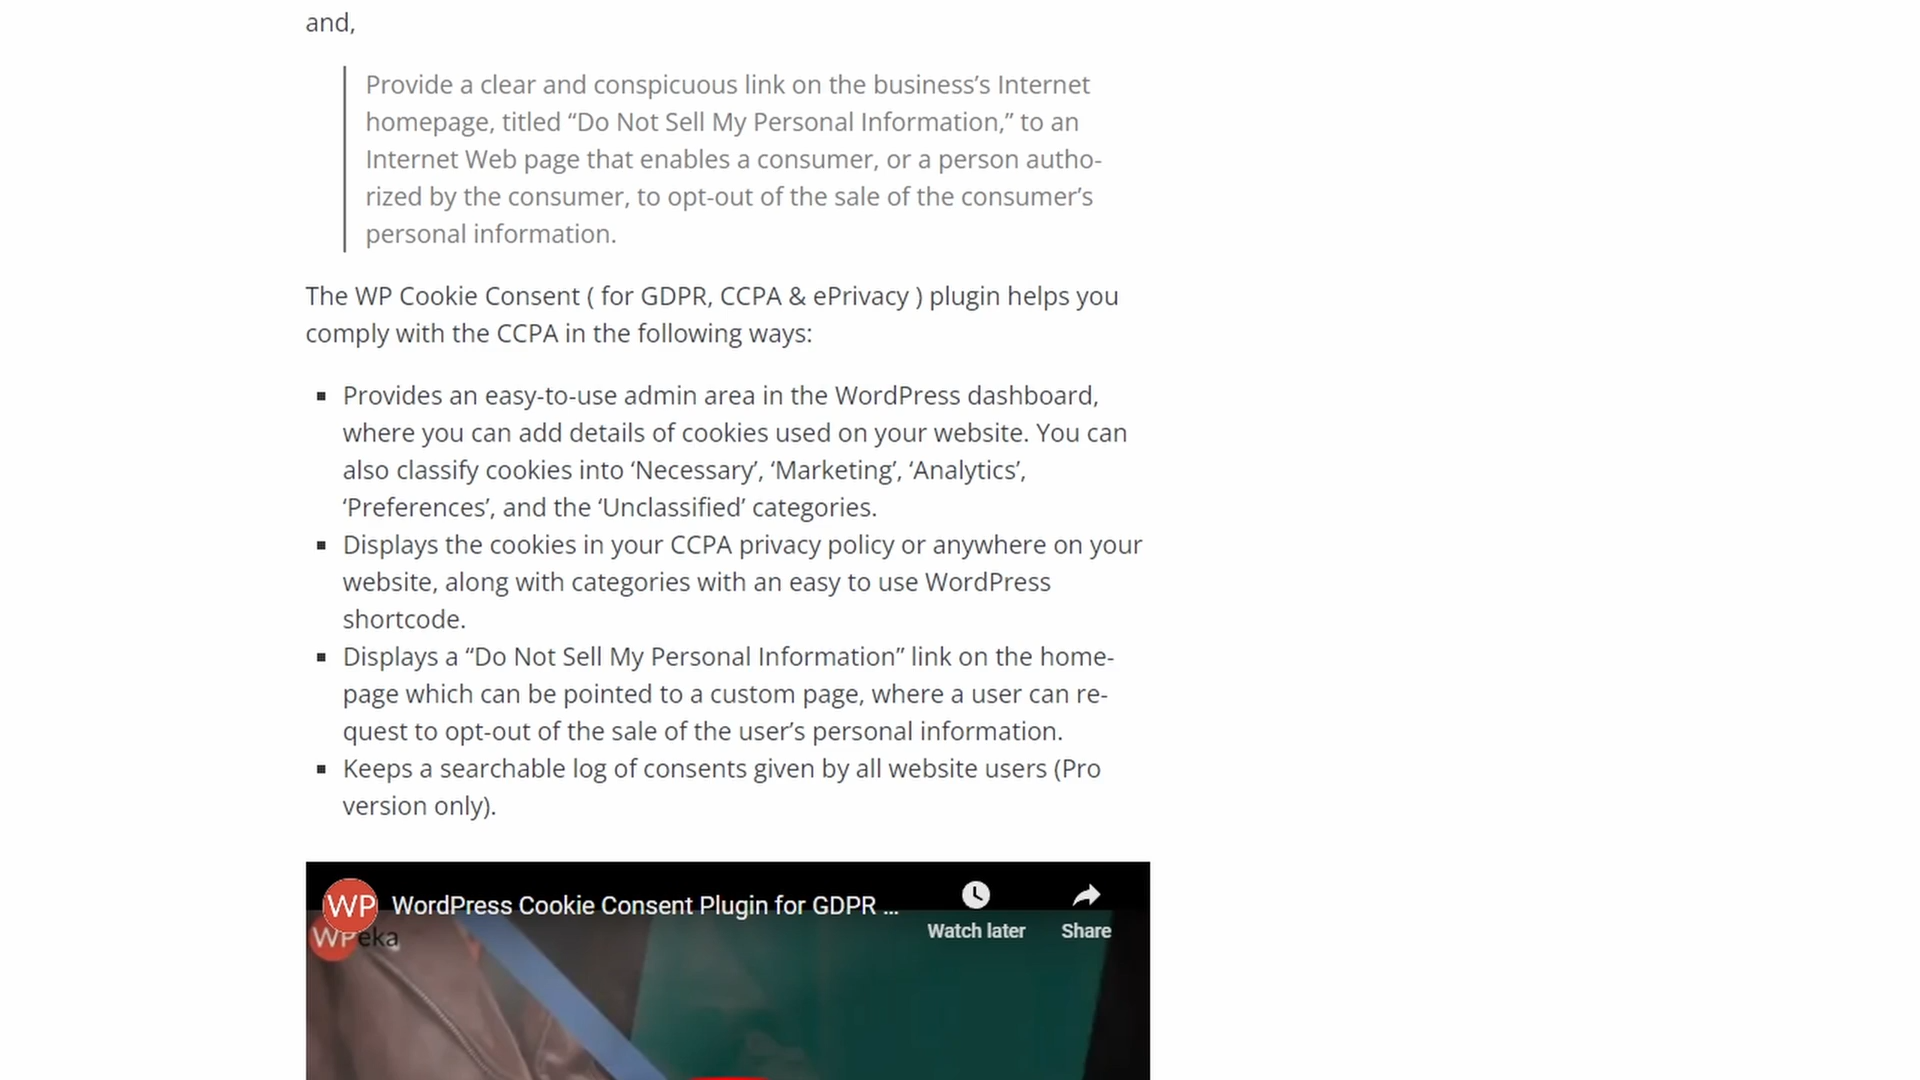 and,
Provide a clear and conspicuous link on the business’s Internet
homepage, titled “Do Not Sell My Personal Information,” to an
Internet Web page that enables a consumer, or a person autho-
rized by the consumer, to opt-out of the sale of the consumer’s
personal information.
The WP Cookie Consent ( for GDPR, CCPA & ePrivacy ) plugin helps you
comply with the CCPA in the following ways:
▪ Provides an easy-to-use admin area in the WordPress dashboard,
where you can add details of cookies used on your website. You can
also classify cookies into ‘Necessary’, ‘Marketing’, ‘Analytics’,
‘Preferences’, and the ‘Unclassified’ categories.
▪ Displays the cookies in your CCPA privacy policy or anywhere on your
website, along with categories with an easy to use WordPress
shortcode.
▪ Displays a “Do Not Sell My Personal Information” link on the home-
page which can be pointed to a custom page, where a user can re-
quest to opt-out of the sale of the user’s personal information.
▪ Keeps a searchable log of consents given by all website users (Pro
version only).
WP WordPress Cookie Consent Plugin for GDPR ...
Watch later Share
WPeka